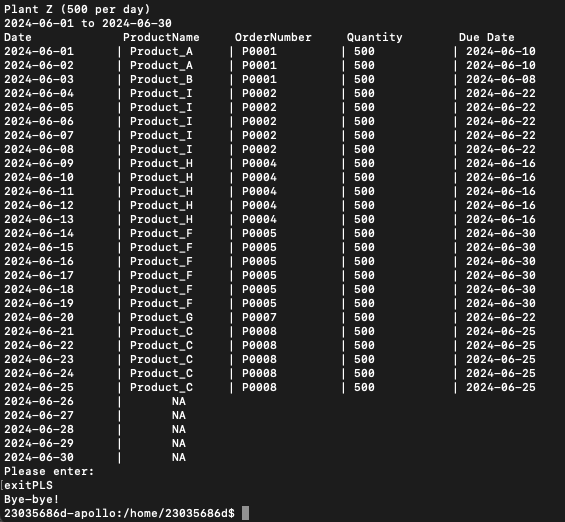 Plant Z (500 per day)
2024-06-01 to 2024-06-30
Date ProductName OrderNumber Quantity Due Date
2024-06-01 | Product_A | P0001 | 500 | 2024-06-10
2024-06-02 | Product_A | P0001 | 500 | 2024-06-10
2024-06-03 | Product_B | P0001 | 500 | 2024-06-08
2024-06-04 | Product_I | P0002 | 500 | 2024-06-22
2024-06-05 | Product_I | P0002 | 500 | 2024-06-22
2024-06-06 | Product_I | P0002 | 500 | 2024-06-22
2024-06-07 | Product_I | P0002 | 500 | 2024-06-22
2024-06-08 | Product_I | P0002 | 500 | 2024-06-22
2024-06-09 | Product_H | P0004 | 500 | 2024-06-16
2024-06-10 | Product_H | P0004 | 500 | 2024-06-16
2024-06-11 | Product_H | P0004 | 500 | 2024-06-16
2024-06-12 | Product_H | P0004 | 500 | 2024-06-16
2024-06-13 | Product_H | P0004 | 500 | 2024-06-16
2024-06-14 | Product_F | P0005 | 500 | 2024-06-30
2024-06-15 | Product_F | P0005 | 500 | 2024-06-30
2024-06-16 | Product_F | P0005 | 500 | 2024-06-30
2024-06-17 | Product_F | P0005 | 500 | 2024-06-30
2024-06-18 | Product_F | P0005 | 500 | 2024-06-30
2024-06-19 | Product_F | P0005 | 500 | 2024-06-30
2024-06-20 | Product_G | P0007 | 500 | 2024-06-22
2024-06-21 | Product_C | P0008 | 500 | 2024-06-25
2024-06-22 | Product_C | P0008 | 500 | 2024-06-25
2024-06-23 | Product_C | P0008 | 500 | 2024-06-25
2024-06-24 | Product_C | P0008 | 500 | 2024-06-25
2024-06-25 | Product_C | P0008 | 500 | 2024-06-25
2024-06-26 | NA
2024-06-27 | NA
2024-06-28 | NA
2024-06-29 | NA
2024-06-30 | NA
Please enter:
exitPLS
Bye-bye!
23035686d-apollo:/home/23035686d$